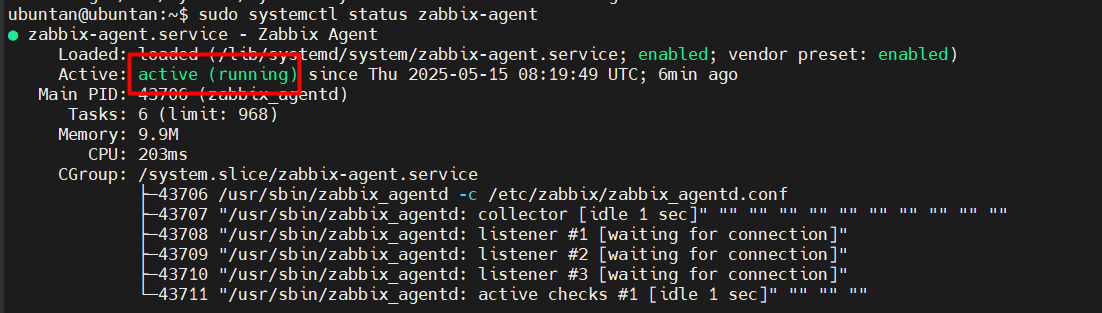 ubuntan@ubuntan:~$ sudo systemctl status zabbix-agent
● zabbix-agent.service - Zabbix Agent
Loaded: loaded (/lib/systemd/system/zabbix-agent.service; enabled; vendor preset: enabled)
Active: active (running) since Thu 2025-05-15 08:19:49 UTC; 6min ago
Main PID: 43706 (zabbix_agentd)
Tasks: 6 (limit: 968)
Memory: 9.9M
CPU: 203ms
CGroup: /system.slice/zabbix-agent.service
├─43706 /usr/sbin/zabbix_agentd -c /etc/zabbix/zabbix_agentd.conf
├─43707 "/usr/sbin/zabbix_agentd: collector [idle 1 sec]" "" "" "" "" "" "" "" "" "" ""
├─43708 "/usr/sbin/zabbix_agentd: listener #1 [waiting for connection]"
├─43709 "/usr/sbin/zabbix_agentd: listener #2 [waiting for connection]"
├─43710 "/usr/sbin/zabbix_agentd: listener #3 [waiting for connection]"
└─43711 "/usr/sbin/zabbix_agentd: active checks #1 [idle 1 sec]" "" "" "" ""